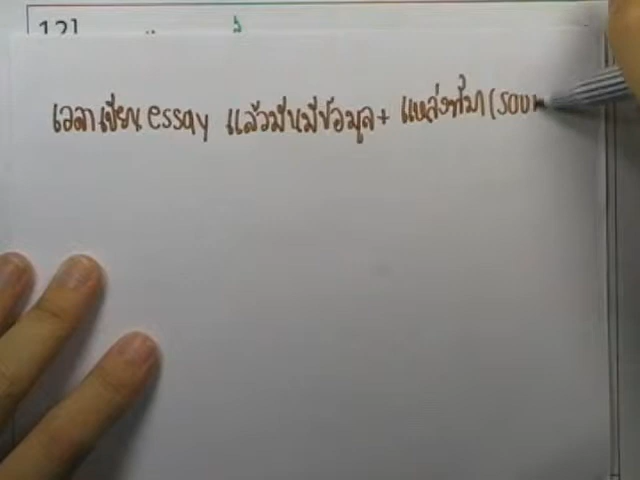 เวลาเขียน essay แล้วมันมีข้อมูล + แหล่งที่มา (sour